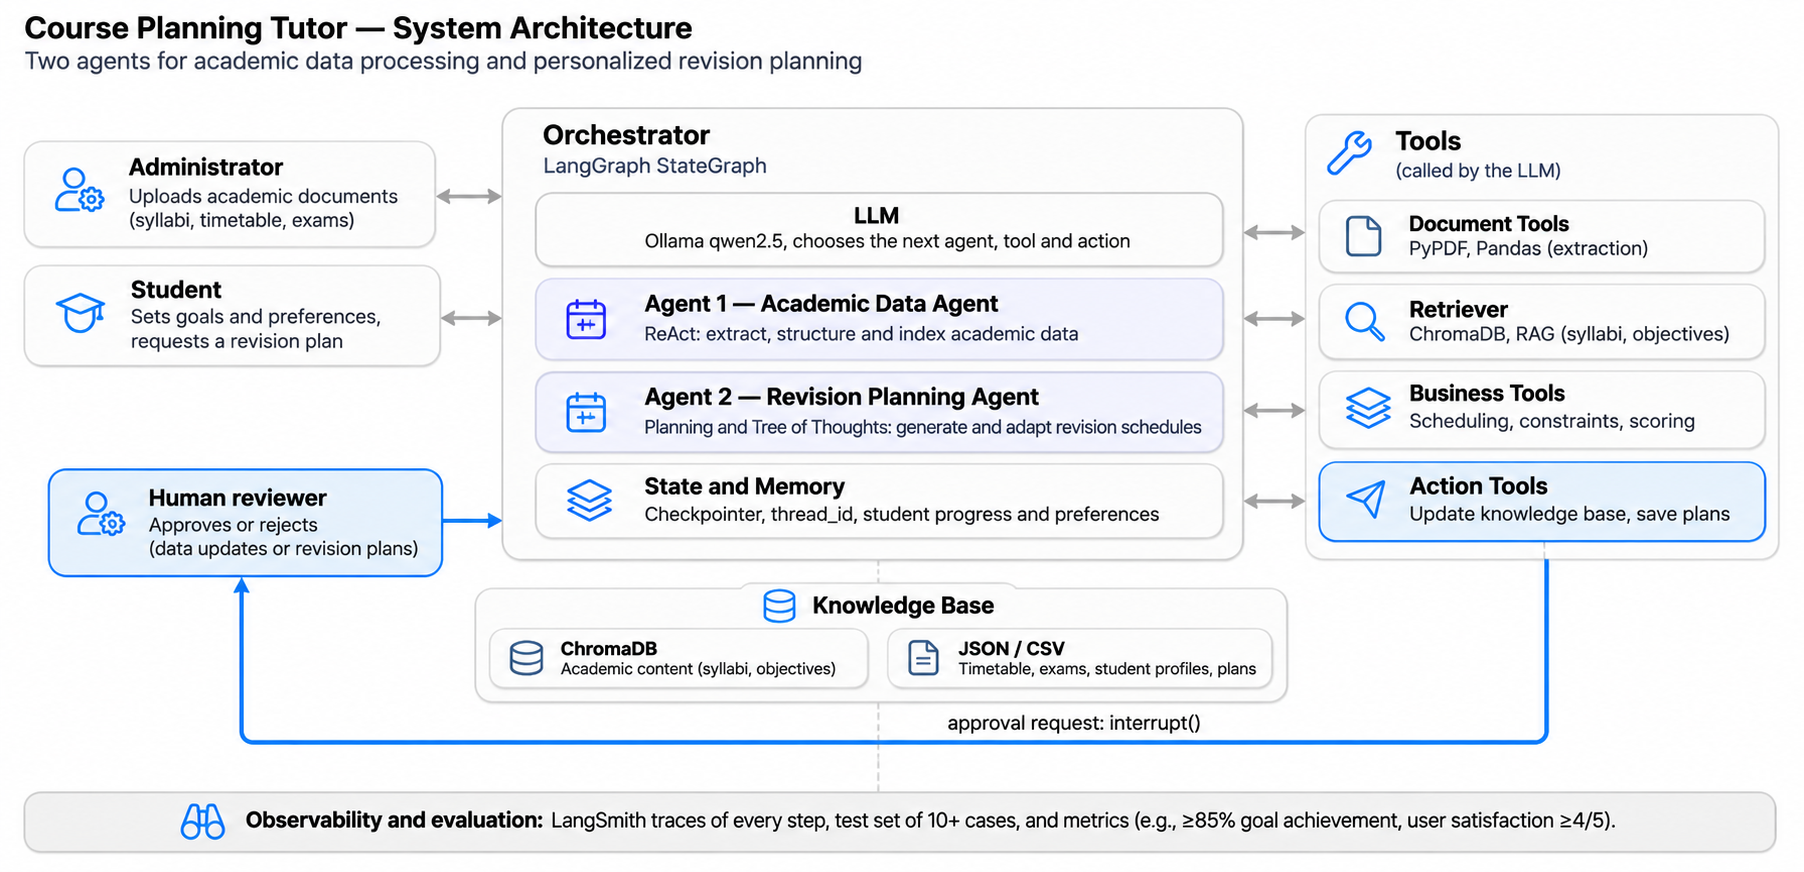 Course Planning Tutor — System Architecture
Two agents for academic data processing and personalized revision planning
Administrator
Uploads academic documents
(syllabi, timetable, exams)
Student
Sets goals and preferences,
requests a revision plan
Human reviewer
Approves or rejects
(data updates or revision plans)
Orchestrator
LangGraph StateGraph
LLM
Ollama qwen2.5, chooses the next agent, tool and action
Agent 1 — Academic Data Agent
ReAct: extract, structure and index academic data
Agent 2 — Revision Planning Agent
Planning and Tree of Thoughts: generate and adapt revision schedules
State and Memory
Checkpointer, thread_id, student progress and preferences
Tools
(called by the LLM)
Document Tools
PyPDF, Pandas (extraction)
Retriever
ChromaDB, RAG (syllabi, objectives)
Business Tools
Scheduling, constraints, scoring
Action Tools
Update knowledge base, save plans
Knowledge Base
ChromaDB
Academic content (syllabi, objectives)
JSON / CSV
Timetable, exams, student profiles, plans
approval request: interrupt()
Observability and evaluation: LangSmith traces of every step, test set of 10+ cases, and metrics (e.g., ≥85% goal achievement, user satisfaction ≥4/5).